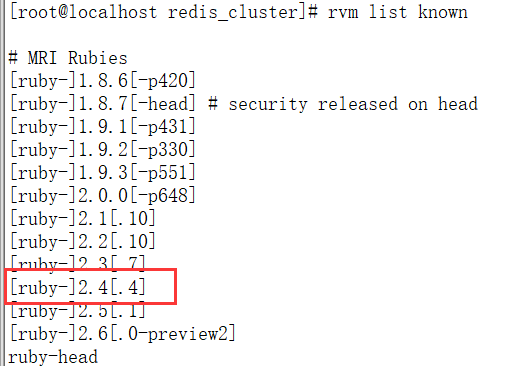 [root@localhost redis_cluster]# rvm list known
# MRI Rubies
[ruby-]1.8.6[-p420]
[ruby-]1.8.7[-head] # security released on head
[ruby-]1.9.1[-p431]
[ruby-]1.9.2[-p330]
[ruby-]1.9.3[-p551]
[ruby-]2.0.0[-p648]
[ruby-]2.1[.10]
[ruby-]2.2[.10]
[ruby-]2.3[.7]
[ruby-]2.4[.4]
[ruby-]2.5[.1]
[ruby-]2.6[.0-preview2]
ruby-head